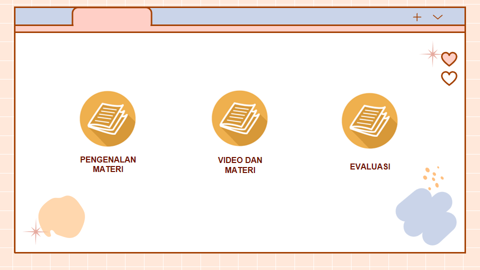 PENGENALAN
MATERI
VIDEO DAN
MATERI
EVALUASI